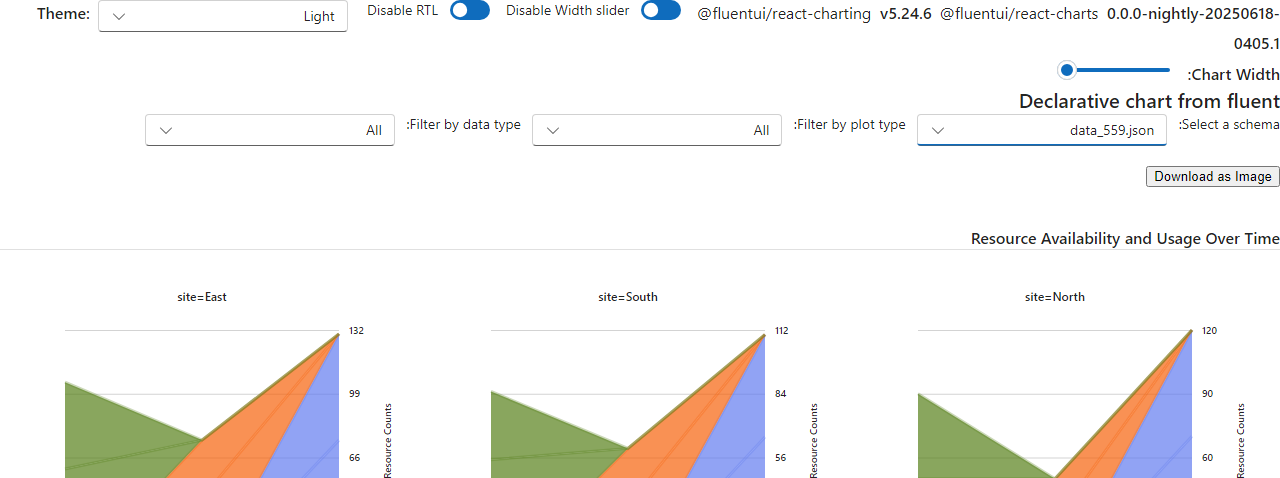 Theme: Light Disable RTL Disable Width slider @fluentui/react-charting v5.24.6 @fluentui/react-charts 0.0.0-nightly-20250618-
0405.1
:Chart Width
Declarative chart from fluent
:Select a schema data_559.json :Filter by plot type All :Filter by data type All
Download as Image
Resource Availability and Usage Over Time
site=East site=South site=North
132 112 120
99 84 90
66 56 60
Resource Counts Resource Counts Resource Counts